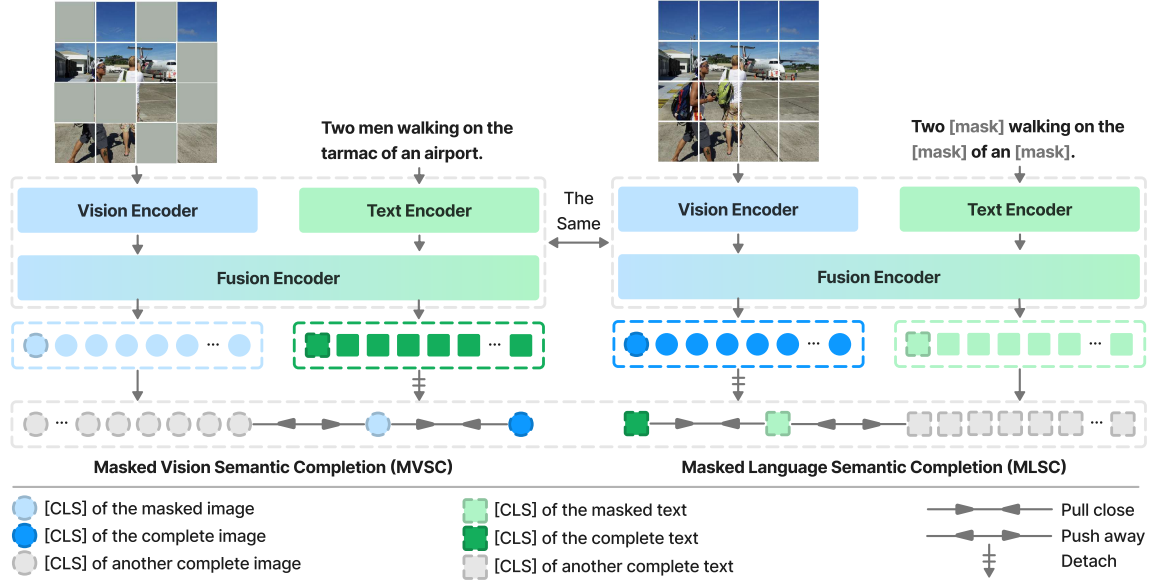 Two men walking on the
tarmac of an airport.
Two [mask] walking on the
[mask] of an [mask].
Vision Encoder
Text Encoder
The
Same
Vision Encoder
Text Encoder
Fusion Encoder
Fusion Encoder
...
...
...
...
...
...
Masked Vision Semantic Completion (MVSC)
Masked Language Semantic Completion (MLSC)
[CLS] of the masked image
[CLS] of the masked text
Pull close
[CLS] of the complete image
[CLS] of the complete text
Push away
[CLS] of another complete image
[CLS] of another complete text
Detach